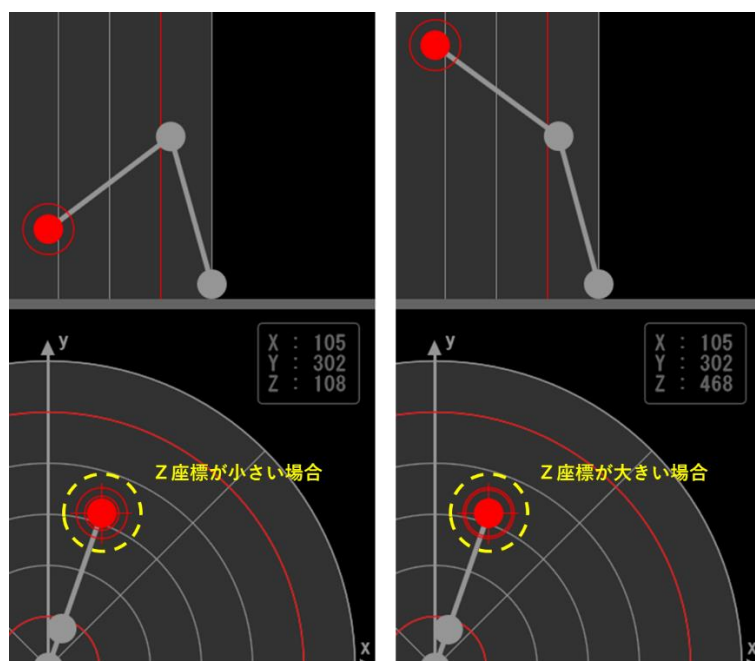 X : 105
Y : 302
Z : 108
y
Z座標が小さい場合
X : 105
Y : 302
Z : 468
y
Z座標が大きい場合
x
x